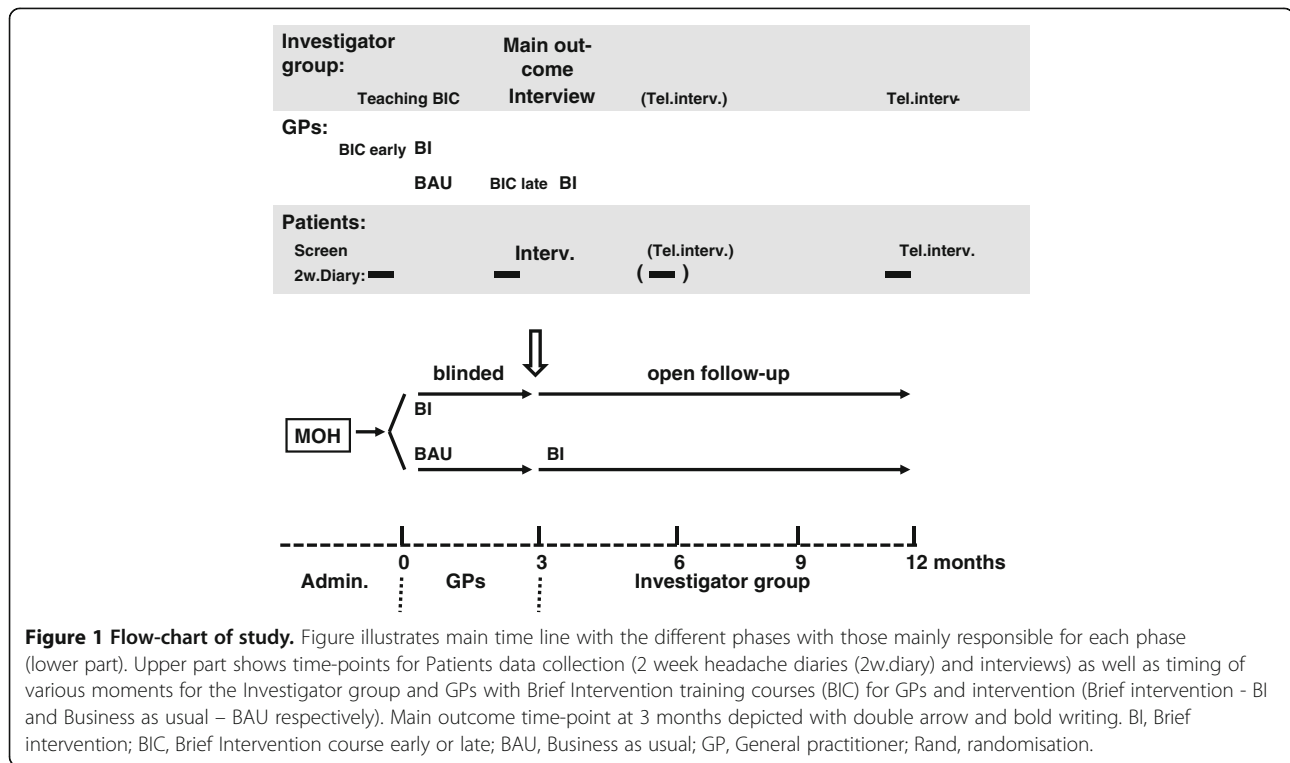 Investigator group: Main out-come Interview
Teaching BIC (Tel.interv.) Tel.interv-
GPs:
BIC early BI
BAU BIC late BI
Patients:
Screen Interv. (Tel.interv.) Tel.interv.
2w.Diary: ( )
blinded open follow-up
BI
MOH
BAU BI
0 3 6 9 12 months
Admin. GPs Investigator group
Figure 1 Flow-chart of study. Figure illustrates main time line with the different phases with those mainly responsible for each phase
(lower part). Upper part shows time-points for Patients data collection (2 week headache diaries (2w.diary) and interviews) as well as timing of
various moments for the Investigator group and GPs with Brief Intervention training courses (BIC) for GPs and intervention (Brief intervention - BI
and Business as usual – BAU respectively). Main outcome time-point at 3 months depicted with double arrow and bold writing. BI, Brief
intervention; BIC, Brief Intervention course early or late; BAU, Business as usual; GP, General practitioner; Rand, randomisation.